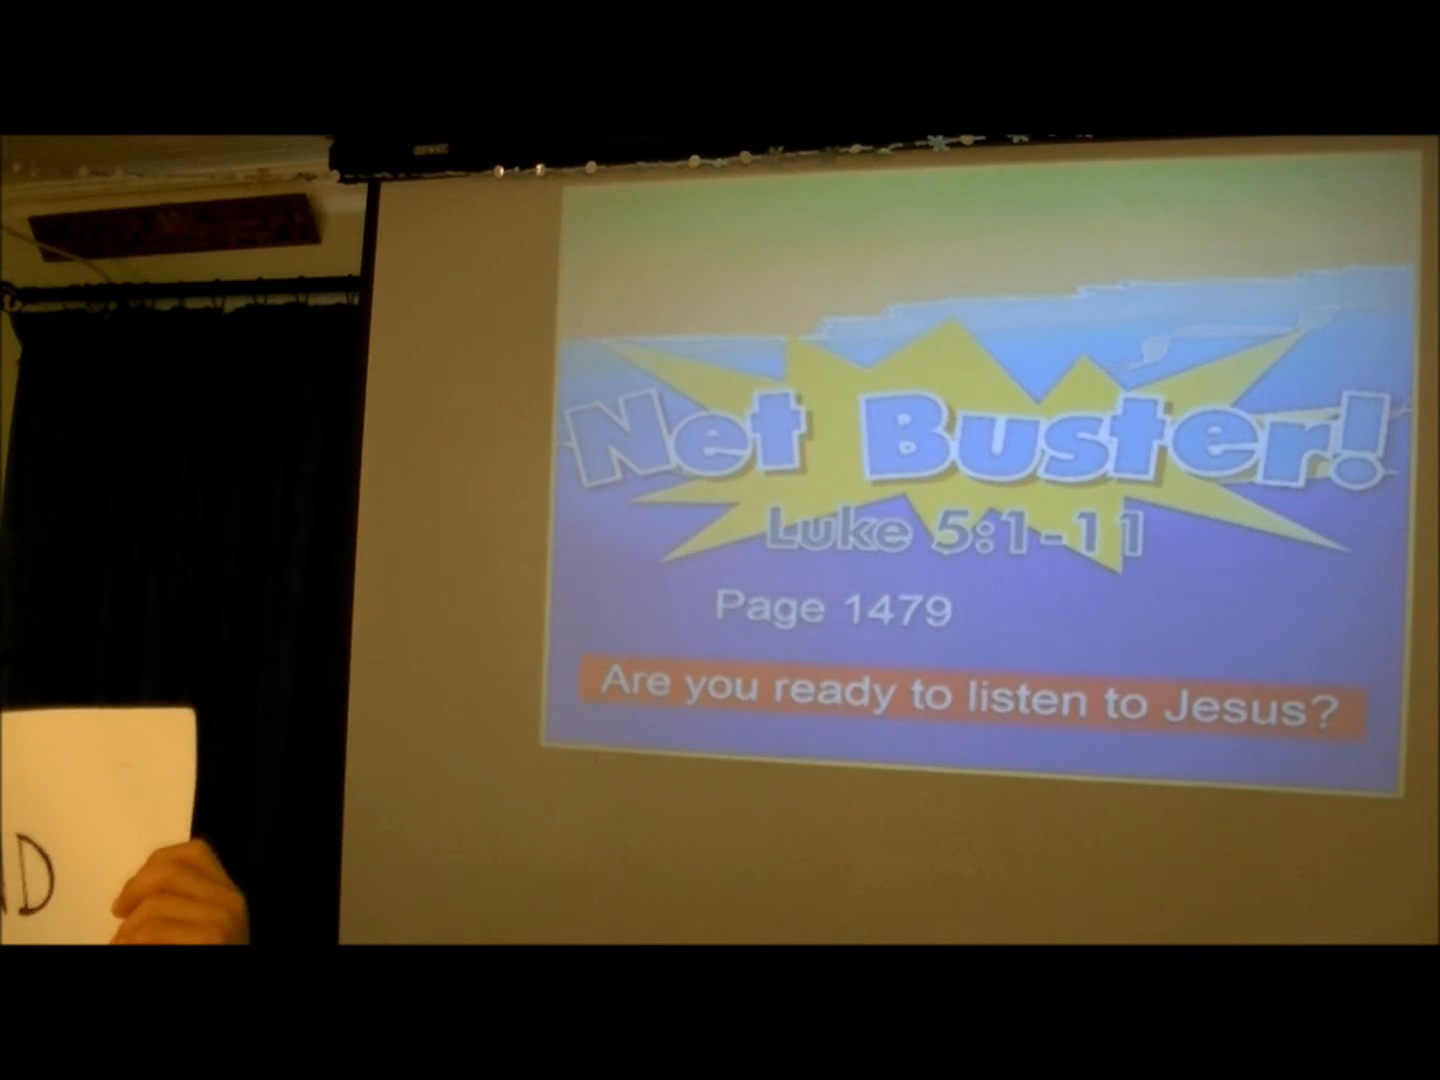 Net Buster!
Luke 5:1-11
Page 1479
Are you ready to listen to Jesus?
D